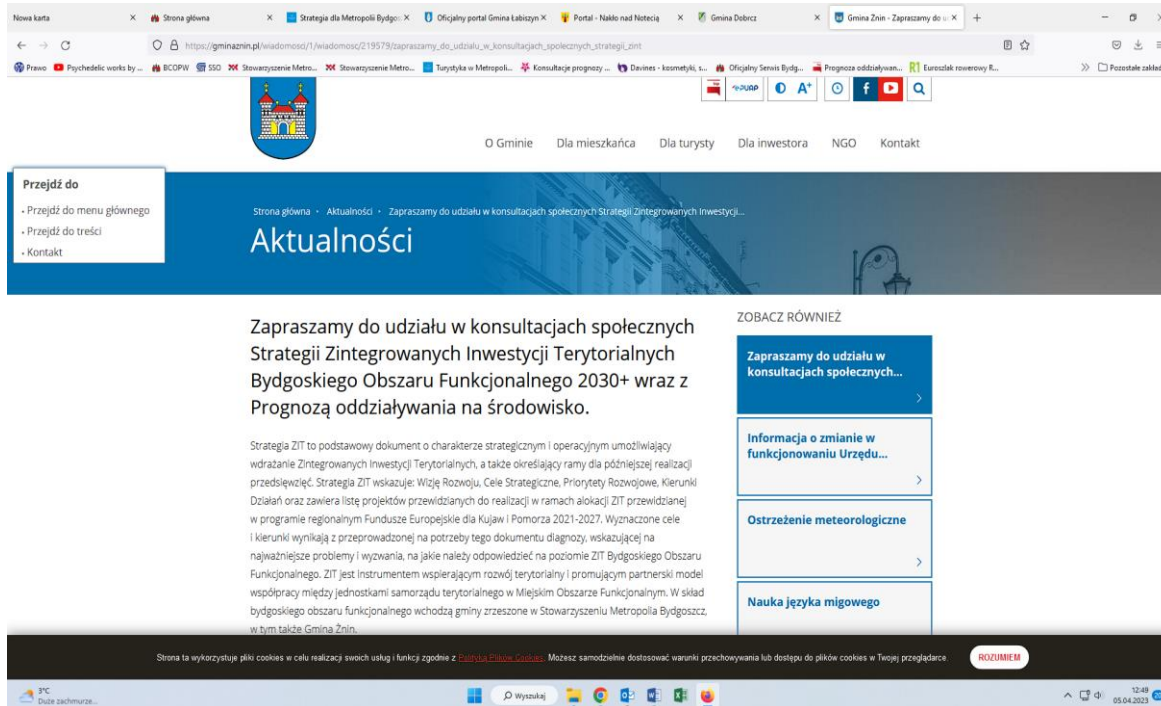 Nowa karta
Strona główna
Strategia dla Metropolii Bydgos
Oficjalny portal Gmina Łabiszyn
Portal - Nakło nad Notecią
Gmina Dobrcz
Gmina Żnin - Zapraszamy do u
https://gminaznin.pl/wiadomosci/1/wiadomosc/219579/zapraszamy_do_udzialu_w_konsultacjach_spolecznych_strategii_zint
Prawo
Psychedelic works by ...
BCOPW
SSO
Stowarzyszenie Metro...
Stowarzyszenie Metro...
Turystyka w Metropoli...
Konsultacje prognozy ...
Davines - kosmetyki, s...
Oficjalny Serwis Bydg...
Prognoza oddziaływan...
Euroszlak rowerowy R...
Pozostałe zakład
A+
O Gminie Dla mieszkańca Dla turysty Dla inwestora NGO Kontakt
Przejdź do
Przejdź do menu głównego
Przejdź do treści
Kontakt
Strona główna - Aktualności - Zapraszamy do udziału w konsultacjach społecznych Strategii Zintegrowanych Inwestycji...
Aktualności
Zapraszamy do udziału w konsultacjach społecznych
Strategii Zintegrowanych Inwestycji Terytorialnych
Bydgoskiego Obszaru Funkcjonalnego 2030+ wraz z
Prognozą oddziaływania na środowisko.
Strategia ZIT to podstawowy dokument o charakterze strategicznym i operacyjnym umożliwiający
wdrażanie Zintegrowanych Inwestycji Terytorialnych, a także określający ramy dla późniejszej realizacji
przedsięwzięć. Strategia ZIT wskazuje: Wizję Rozwoju, Cele Strategiczne, Priorytety Rozwojowe, Kierunki
Działań oraz zawiera listę projektów przewidzianych do realizacji w ramach alokacji ZIT przewidzianej
w programie regionalnym Fundusze Europejskie dla Kujaw i Pomorza 2021-2027. Wyznaczone cele
i kierunki wynikają z przeprowadzonej na potrzeby tego dokumentu diagnozy, wskazującej na
najważniejsze problemy i wyzwania, na jakie należy odpowiedzieć na poziomie ZIT Bydgoskiego Obszaru
Funkcjonalnego. ZIT jest instrumentem wspierającym rozwój terytorialny i promującym partnerski model
współpracy między jednostkami samorządu terytorialnego w Miejskim Obszarze Funkcjonalnym. W skład
bydgoskiego obszaru funkcjonalnego wchodzą gminy zrzeszone w Stowarzyszeniu Metropolia Bydgoszcz,
w tym także Gmina Żnin.
ZOBACZ RÓWNIEŻ
Zapraszamy do udziału w
konsultacjach społecznych...
Informacja o zmianie w
funkcjonowaniu Urzędu...
Ostrzeżenie meteorologiczne
Nauka języka migowego
Strona ta wykorzystuje pliki cookies w celu realizacji swoich usług i funkcji zgodnie z Polityką Plików Cookies. Możesz samodzielnie dostosować warunki przechowywania lub dostępu do plików cookies w Twojej przeglądarce.
ROZUMIEM
3°C
Duże zachmurze...
Wyszukaj
12:49
05.04.2023